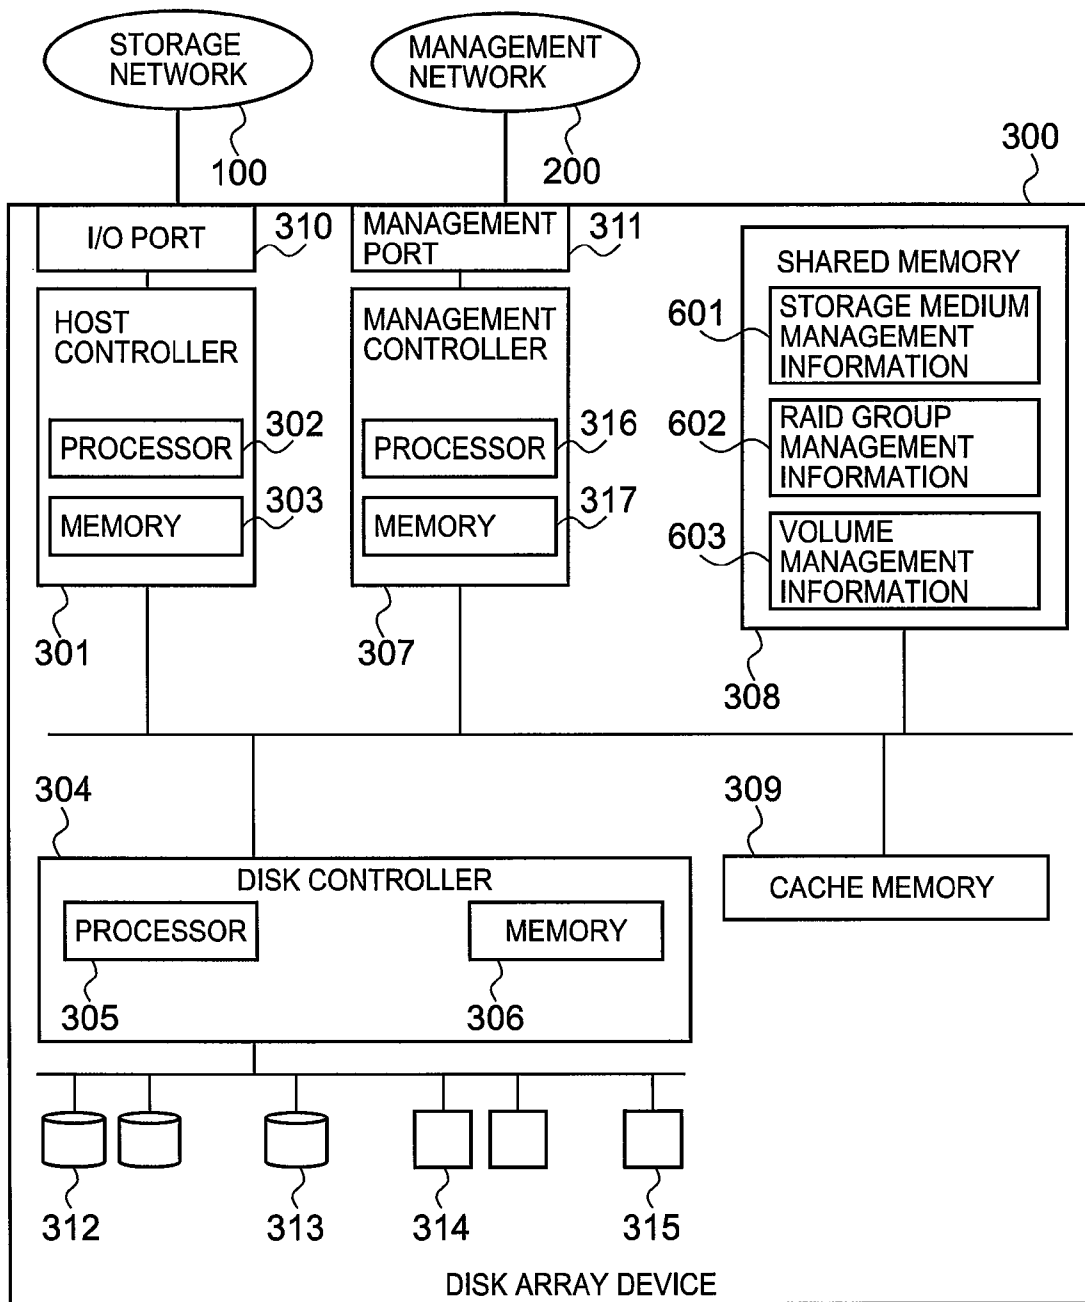 STORAGE
NETWORK
100
MANAGEMENT
NETWORK
200
300
I/O PORT
310
MANAGEMENT
PORT
311
HOST
CONTROLLER
PROCESSOR
302
MEMORY
303
301
MANAGEMENT
CONTROLLER
PROCESSOR
316
MEMORY
317
307
SHARED MEMORY
601
STORAGE MEDIUM
MANAGEMENT
INFORMATION
602
RAID GROUP
MANAGEMENT
INFORMATION
603
VOLUME
MANAGEMENT
INFORMATION
308
304
DISK CONTROLLER
PROCESSOR
305
MEMORY
306
309
CACHE MEMORY
312
313
314
315
DISK ARRAY DEVICE